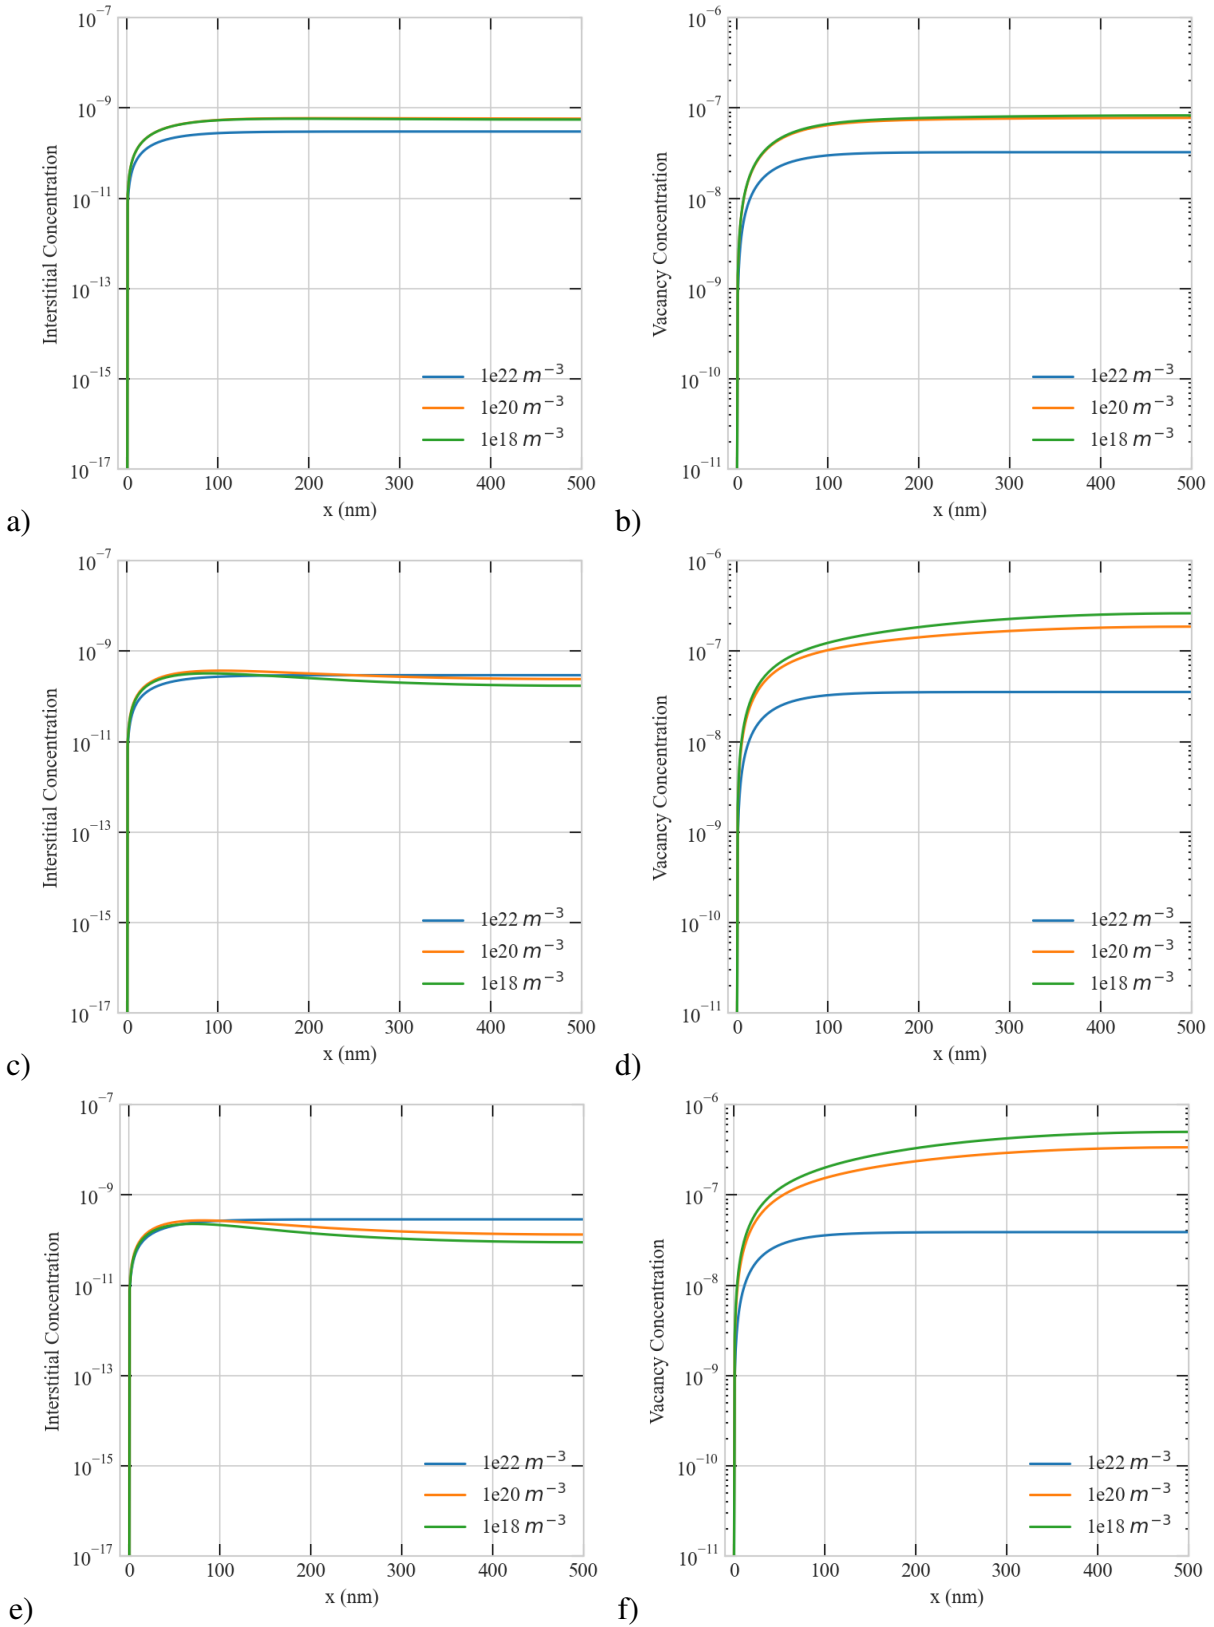 10⁻⁷
10⁻⁹
10⁻¹¹
10⁻¹³
10⁻¹⁵
10⁻¹⁷
Interstitial Concentration
1e22 m⁻³
1e20 m⁻³
1e18 m⁻³
0 100 200 300 400 500
x (nm)
a)
10⁻⁶
10⁻⁷
10⁻⁸
10⁻⁹
10⁻¹⁰
10⁻¹¹
Vacancy Concentration
1e22 m⁻³
1e20 m⁻³
1e18 m⁻³
0 100 200 300 400 500
x (nm)
b)
10⁻⁷
10⁻⁹
10⁻¹¹
10⁻¹³
10⁻¹⁵
10⁻¹⁷
Interstitial Concentration
1e22 m⁻³
1e20 m⁻³
1e18 m⁻³
0 100 200 300 400 500
x (nm)
c)
10⁻⁶
10⁻⁷
10⁻⁸
10⁻⁹
10⁻¹⁰
10⁻¹¹
Vacancy Concentration
1e22 m⁻³
1e20 m⁻³
1e18 m⁻³
0 100 200 300 400 500
x (nm)
d)
10⁻⁷
10⁻⁹
10⁻¹¹
10⁻¹³
10⁻¹⁵
10⁻¹⁷
Interstitial Concentration
1e22 m⁻³
1e20 m⁻³
1e18 m⁻³
0 100 200 300 400 500
x (nm)
e)
10⁻⁶
10⁻⁷
10⁻⁸
10⁻⁹
10⁻¹⁰
10⁻¹¹
Vacancy Concentration
1e22 m⁻³
1e20 m⁻³
1e18 m⁻³
0 100 200 300 400 500
x (nm)
f)